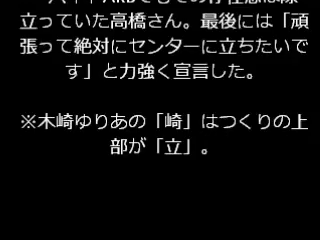 立っていた高橋さん。最後には「頑
張って絶対にセンターに立ちたいで
す」と力強く宣言した。
※木崎ゆりあの「崎」はつくりの上
部が「立」。